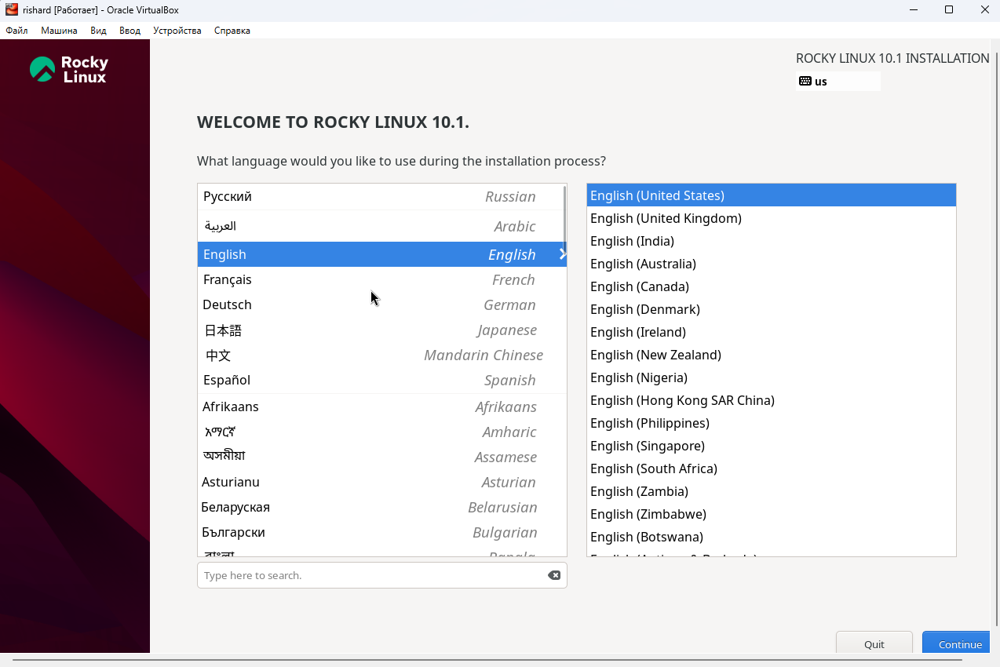 rishard [Работает] - Oracle VirtualBox
Файл Машина Вид Ввод Устройства Справка
Rocky
Linux
ROCKY LINUX 10.1 INSTALLATION
us
WELCOME TO ROCKY LINUX 10.1.
What language would you like to use during the installation process?
Русский Russian
العربية Arabic
English English
Français French
Deutsch German
日本語 Japanese
中文 Mandarin Chinese
Español Spanish
Afrikaans Afrikaans
አማርኛ Amharic
অসমীয়া Assamese
Asturianu Asturian
Беларуская Belarusian
Български Bulgarian
English (United States)
English (United Kingdom)
English (India)
English (Australia)
English (Canada)
English (Denmark)
English (Ireland)
English (New Zealand)
English (Nigeria)
English (Hong Kong SAR China)
English (Philippines)
English (Singapore)
English (South Africa)
English (Zambia)
English (Zimbabwe)
English (Botswana)
Type here to search.
Quit
Continue